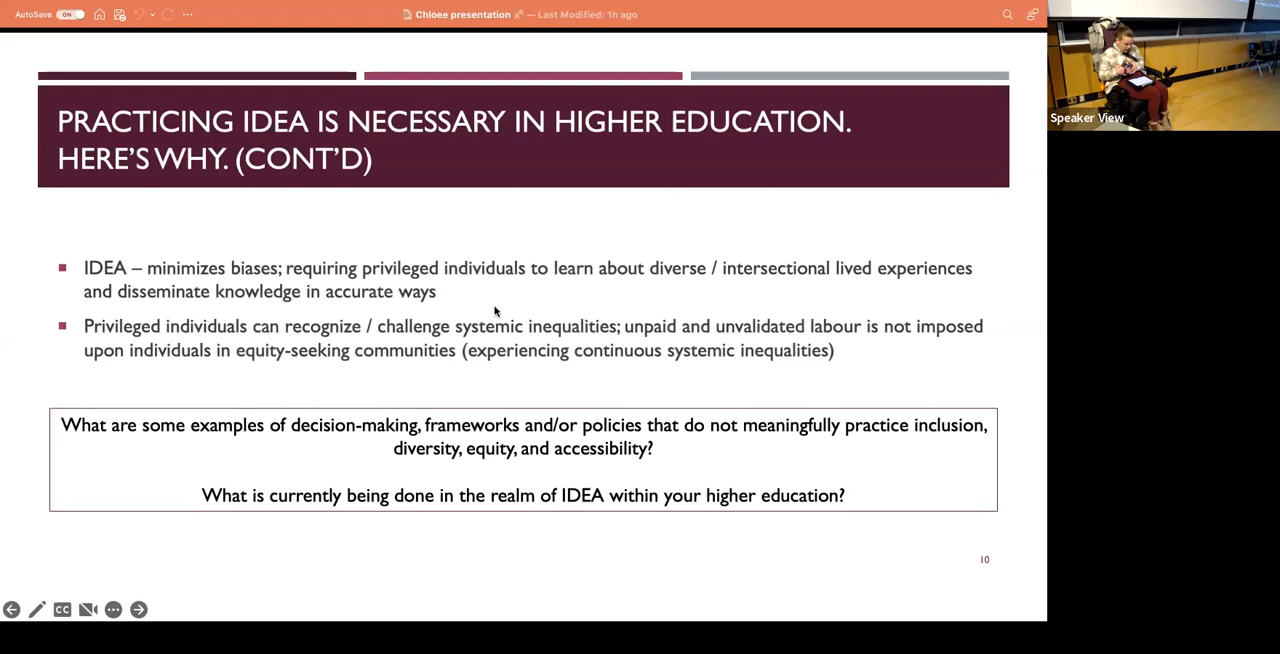 AutoSave ON
Chloee presentation — Last Modified: 1h ago
Speaker View
PRACTICING IDEA IS NECESSARY IN HIGHER EDUCATION.
HERE'S WHY. (CONT'D)
IDEA – minimizes biases; requiring privileged individuals to learn about diverse / intersectional lived experiences
and disseminate knowledge in accurate ways
Privileged individuals can recognize / challenge systemic inequalities; unpaid and unvalidated labour is not imposed
upon individuals in equity-seeking communities (experiencing continuous systemic inequalities)
What are some examples of decision-making, frameworks and/or policies that do not meaningfully practice inclusion,
diversity, equity, and accessibility?
What is currently being done in the realm of IDEA within your higher education?
10
CC